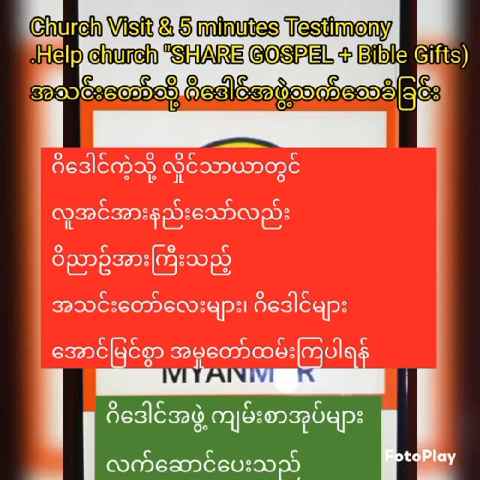 Church Visit & 5 minutes Testimony
.Help church "SHARE GOSPEL + Bible Gifts)
အသင်းတော်သို့ ဂိဒေါင်အဖွဲ့သက်သေခံခြင်း
ဂိဒေါင်ကဲ့သို့ လှိုင်သာယာတွင်
လူအင်အားနည်းသော်လည်း
ဝိညာဉ်အားကြီးသည့်
အသင်းတော်လေးများ၊ ဂိဒေါင်များ
အောင်မြင်စွာ အမှုတော်ထမ်းကြပါရန်
MYANMAR
ဂိဒေါင်အဖွဲ့ ကျမ်းစာအုပ်များ
လက်ဆောင်ပေးသည်
FotoPlay